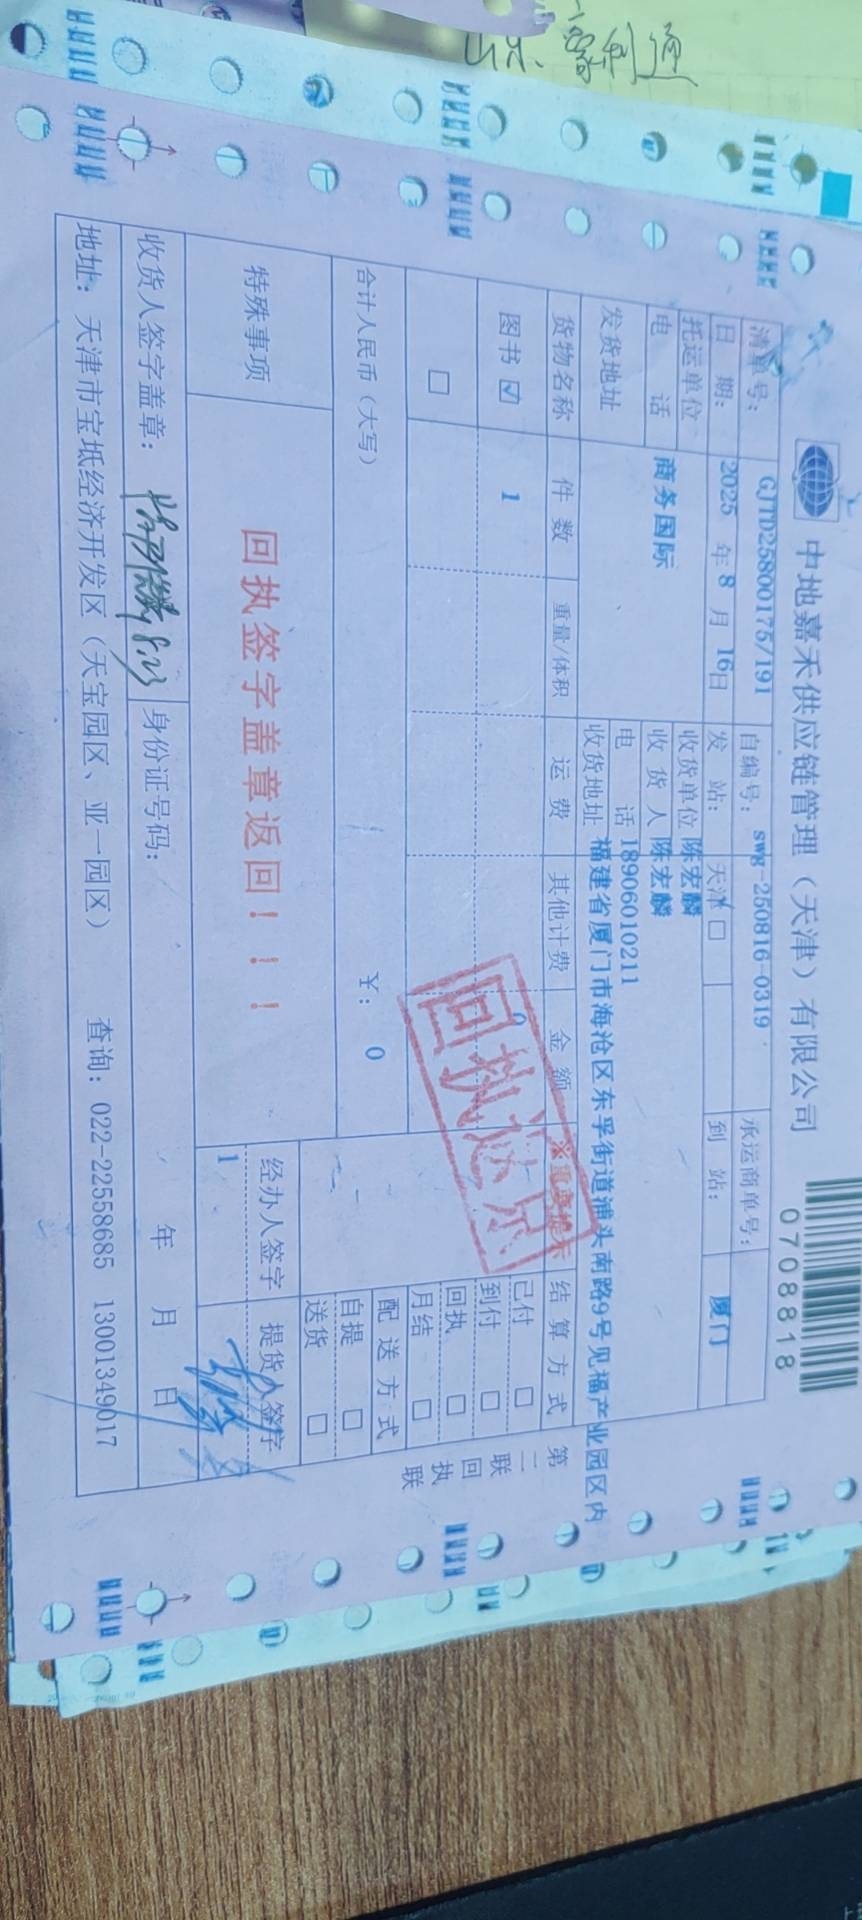 中地嘉禾供应链管理（天津）有限公司
0708818
清单号： GJTD25800175/191 自编号： swg-250816-0319 承运商单号：
日 期： 2025 年 8 月 16日 发 站： 天津 □ 到 站： 厦门
托运单位 商务国际 收货单位 陈宏麟
收 货 人 陈宏麟
电 话 电 话 18906010211
发货地址 收货地址 福建省厦门市海沧区东孚街道浦头南路9号见福产业园区内
货物名称 件 数 重量/体积 运 费 其他计费 金 额 ※重要提示 结 算 方 式
图书 ☑ 1 0 已付 □
到付 □
□ 回执 □
月结 □
合计人民币（大写） ￥： 0 配 送 方 式
自提 □
送货 □
特殊事项 回执签字盖章返回！！！ 经办人签字 提货人签字
1
收货人签字盖章： 8.23 身份证号码： 年 月 日
地址：天津市宝坻经济开发区（天宝园区、亚一园区） 查询：022-22558685 13001349017
第二联 回执联
回执返回